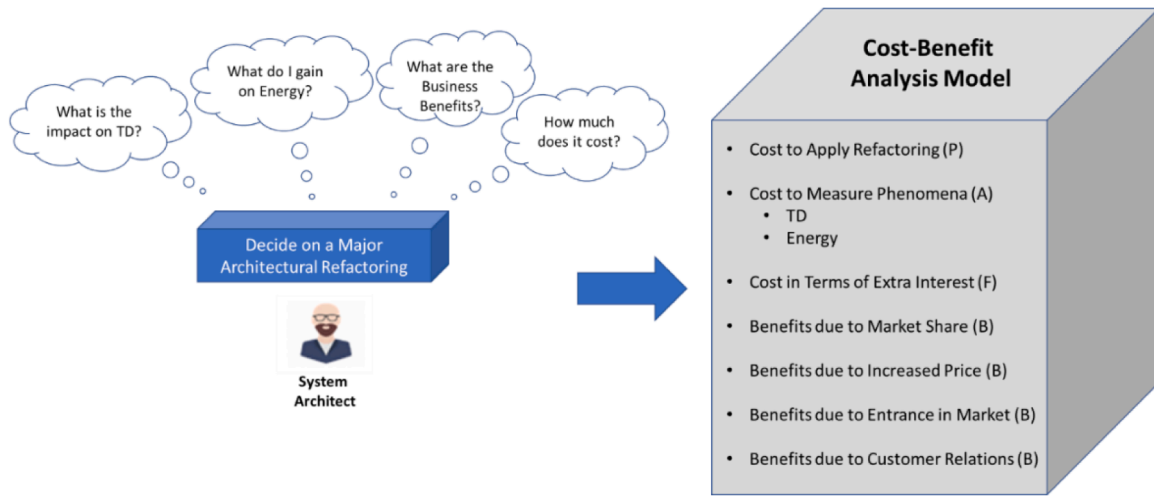 What is the
impact on TD?
What do I gain
on Energy?
What are the
Business
Benefits?
How much
does it cost?
Decide on a Major
Architectural Refactoring
System
Architect
Cost-Benefit
Analysis Model
• Cost to Apply Refactoring (P)
• Cost to Measure Phenomena (A)
• TD
• Energy
• Cost in Terms of Extra Interest (F)
• Benefits due to Market Share (B)
• Benefits due to Increased Price (B)
• Benefits due to Entrance in Market (B)
• Benefits due to Customer Relations (B)